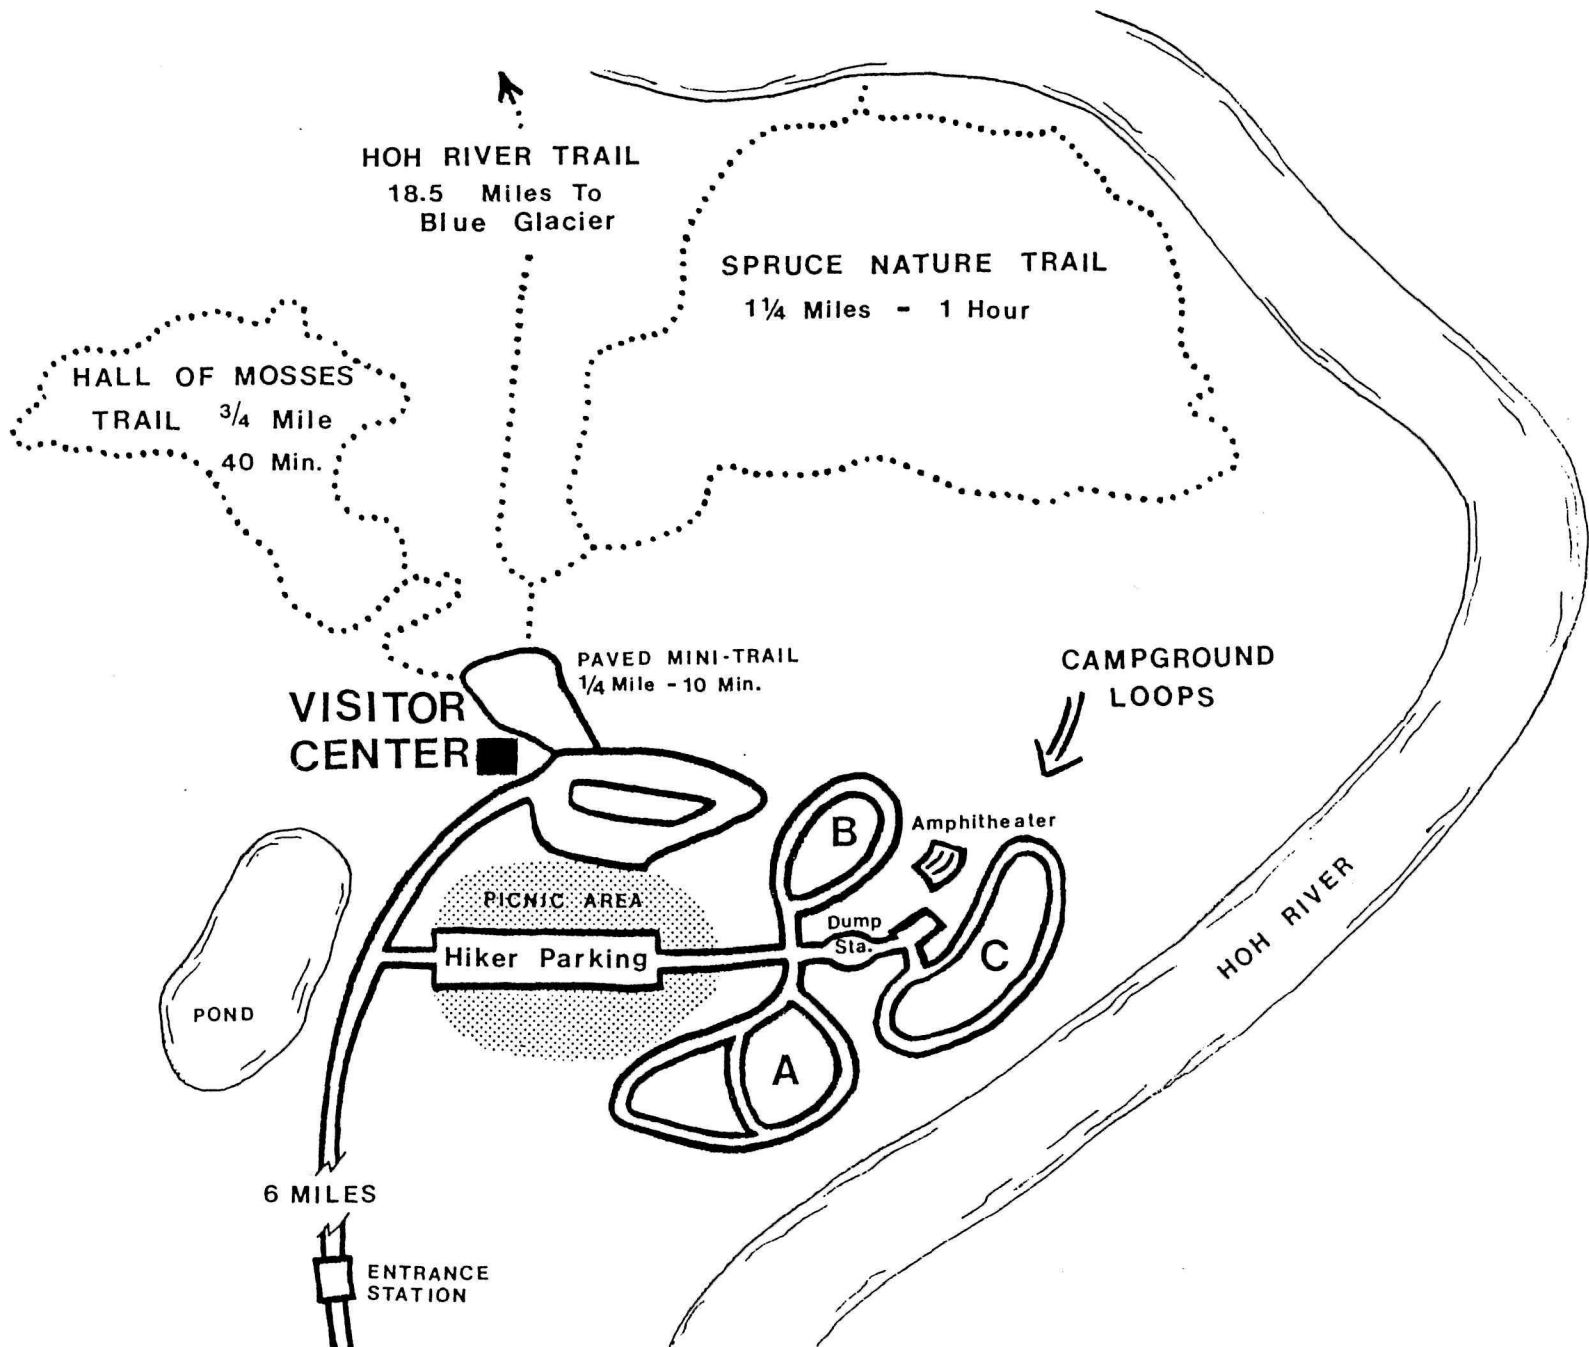 HOH RIVER TRAIL
18.5 Miles To
Blue Glacier
SPRUCE NATURE TRAIL
1¼ Miles - 1 Hour
HALL OF MOSSES
TRAIL 3/4 Mile
40 Min.
PAVED MINI-TRAIL
1/4 Mile - 10 Min.
VISITOR
CENTER
CAMPGROUND
LOOPS
B
Amphitheater
PICNIC AREA
Dump
Sta.
Hiker Parking
C
HOH RIVER
POND
A
6 MILES
ENTRANCE
STATION